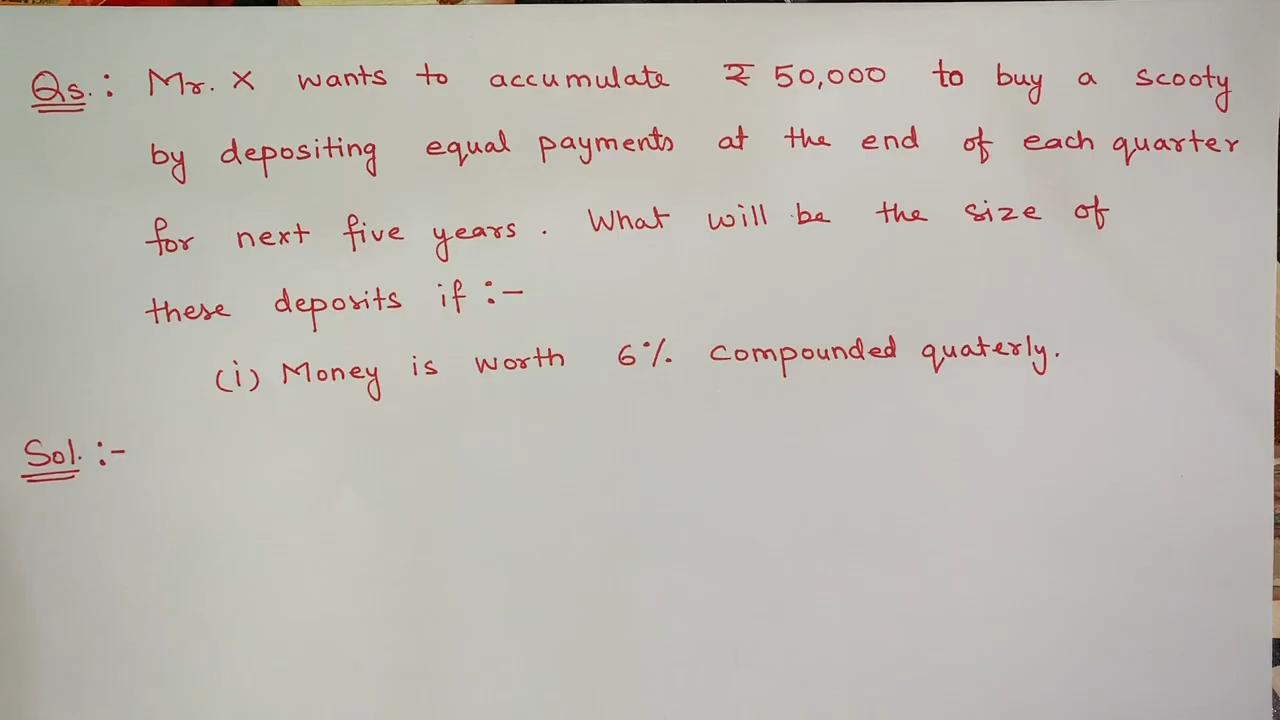 Qs.: Mr. X wants to accumulate ₹ 50,000 to buy a scooty
by depositing equal payments at the end of each quarter
for next five years. What will be the size of
these deposits if :-
(i) Money is worth 6% compounded quaterly.
Sol. :-